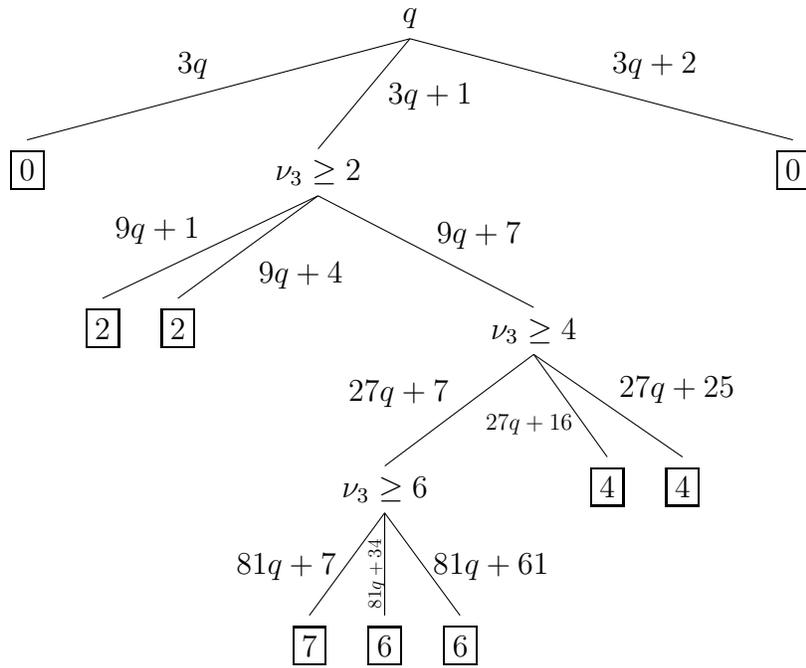 q
3q
3q + 1
3q + 2
0
ν₃ ≥ 2
0
9q + 1
9q + 4
9q + 7
2
2
ν₃ ≥ 4
27q + 7
27q + 16
27q + 25
ν₃ ≥ 6
4
4
81q + 7
81q + 34
81q + 61
7
6
6